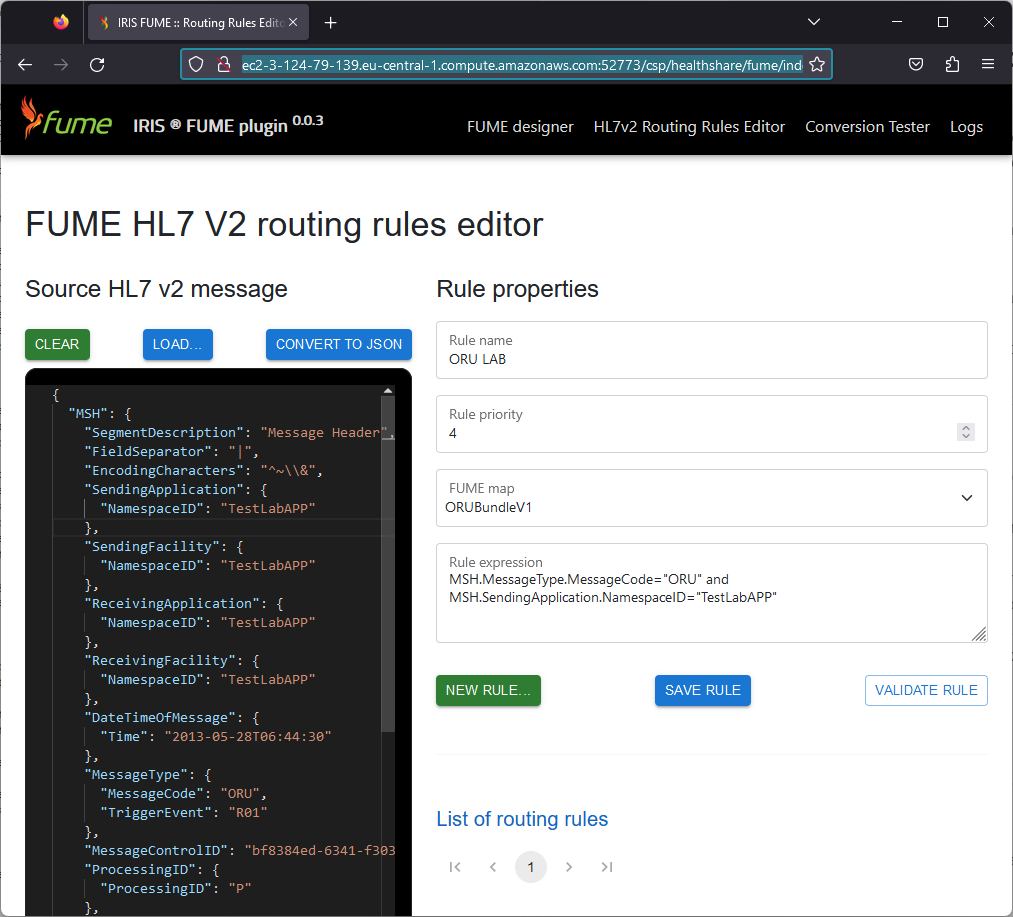 IRIS FUME :: Routing Rules Edito
ec2-3-124-79-139.eu-central-1.compute.amazonaws.com:52773/csp/healthshare/fume/ind
fume
IRIS ® FUME plugin 0.0.3
FUME designer
HL7v2 Routing Rules Editor
Conversion Tester
Logs
FUME HL7 V2 routing rules editor
Source HL7 v2 message
CLEAR
LOAD...
CONVERT TO JSON
{
"MSH": {
"SegmentDescription": "Message Header",
"FieldSeparator": "|",
"EncodingCharacters": "^~\\&",
"SendingApplication": {
"NamespaceID": "TestLabAPP"
},
"SendingFacility": {
"NamespaceID": "TestLabAPP"
},
"ReceivingApplication": {
"NamespaceID": "TestLabAPP"
},
"ReceivingFacility": {
"NamespaceID": "TestLabAPP"
},
"DateTimeOfMessage": {
"Time": "2013-05-28T06:44:30"
},
"MessageType": {
"MessageCode": "ORU",
"TriggerEvent": "R01"
},
"MessageControlID": "bf8384ed-6341-f303
"ProcessingID": {
"ProcessingID": "P"
},
Rule properties
Rule name
ORU LAB
Rule priority
4
FUME map
ORUBundleV1
Rule expression
MSH.MessageType.MessageCode="ORU" and
MSH.SendingApplication.NamespaceID="TestLabAPP"
NEW RULE...
SAVE RULE
VALIDATE RULE
List of routing rules
1